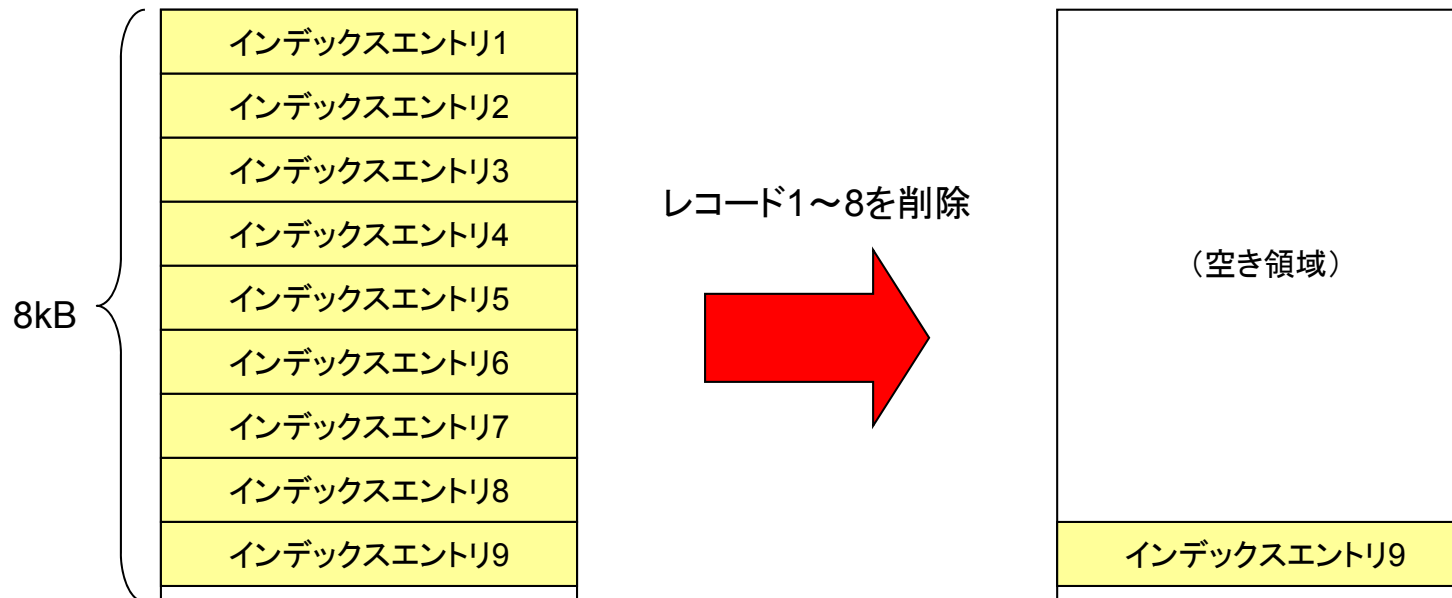 インデックスエントリ1
インデックスエントリ2
インデックスエントリ3
インデックスエントリ4
インデックスエントリ5
インデックスエントリ6
インデックスエントリ7
インデックスエントリ8
インデックスエントリ9
8kB
レコード1～8を削除
（空き領域）
インデックスエントリ9